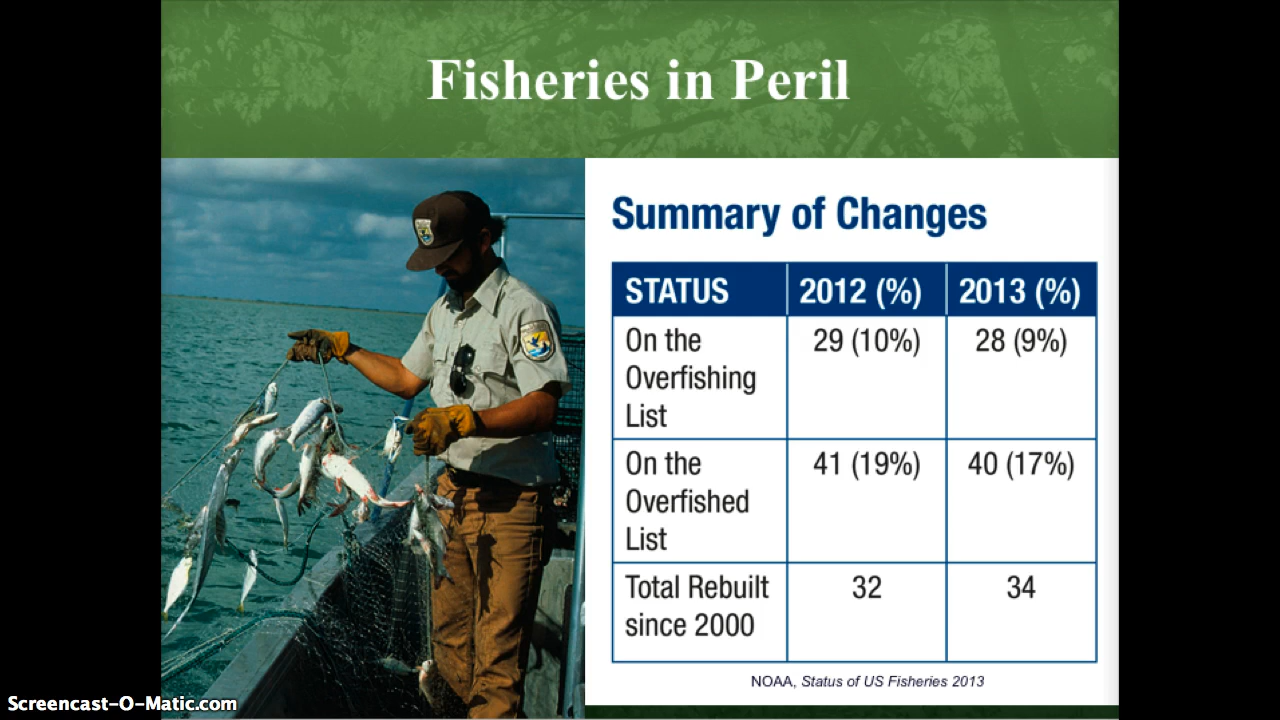 Fisheries in Peril
Summary of Changes
STATUS 2012 (%) 2013 (%)
On the 29 (10%) 28 (9%)
Overfishing
List
On the 41 (19%) 40 (17%)
Overfished
List
Total Rebuilt 32 34
since 2000
NOAA, Status of US Fisheries 2013
Screencast-O-Matic.com